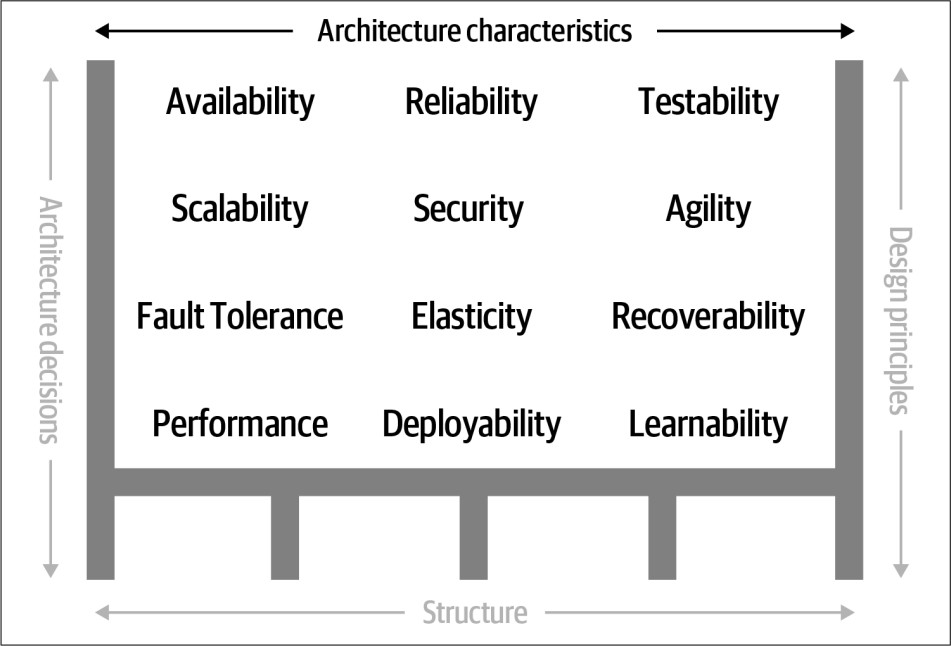 Architecture characteristics
Availability Reliability Testability
Scalability Security Agility
Fault Tolerance Elasticity Recoverability
Performance Deployability Learnability
Architecture decisions
Design principles
Structure